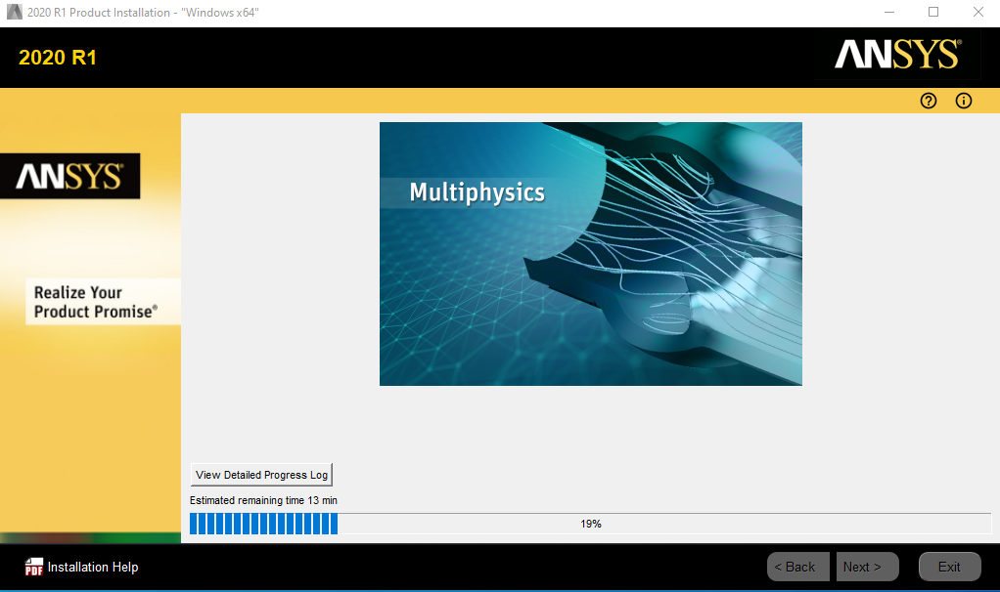 2020 R1 Product Installation - "Windows x64"
2020 R1
ANSYS®
ANSYS®
Multiphysics
Realize Your
Product Promise®
View Detailed Progress Log
Estimated remaining time 13 min
19%
PDF Installation Help
< Back
Next >
Exit